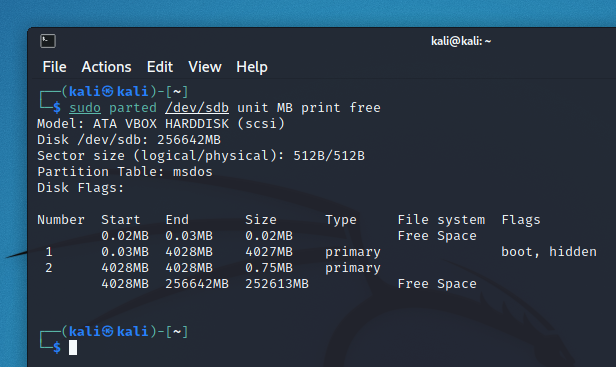 kali@kali: ~
File Actions Edit View Help
┌──(kali㉿kali)-[~]
└─$ sudo parted /dev/sdb unit MB print free
Model: ATA VBOX HARDDISK (scsi)
Disk /dev/sdb: 256642MB
Sector size (logical/physical): 512B/512B
Partition Table: msdos
Disk Flags:
Number  Start   End       Size      Type     File system  Flags
        0.02MB  0.03MB    0.02MB             Free Space
 1      0.03MB  4028MB    4027MB    primary               boot, hidden
 2      4028MB  4028MB    0.75MB    primary
        4028MB  256642MB  252613MB           Free Space
┌──(kali㉿kali)-[~]
└─$